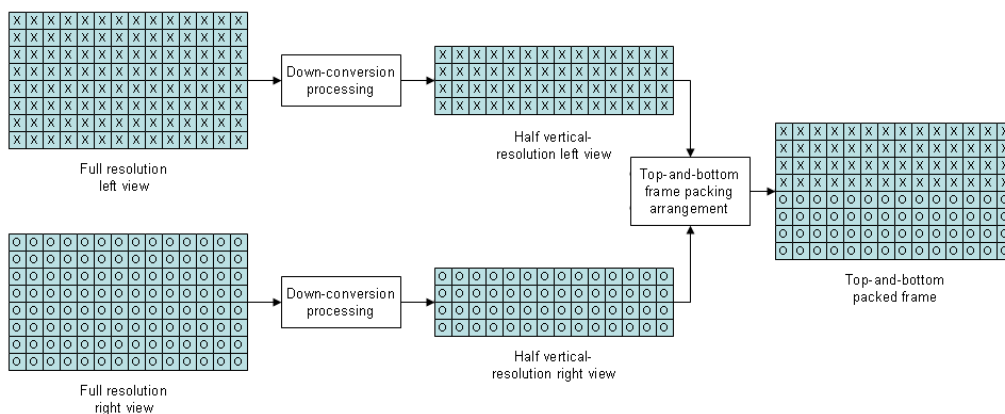 Full resolution
left view
Down-conversion
processing
Half vertical-
resolution left view
Top-and-bottom
frame packing
arrangement
Top-and-bottom
packed frame
Full resolution
right view
Down-conversion
processing
Half vertical-
resolution right view